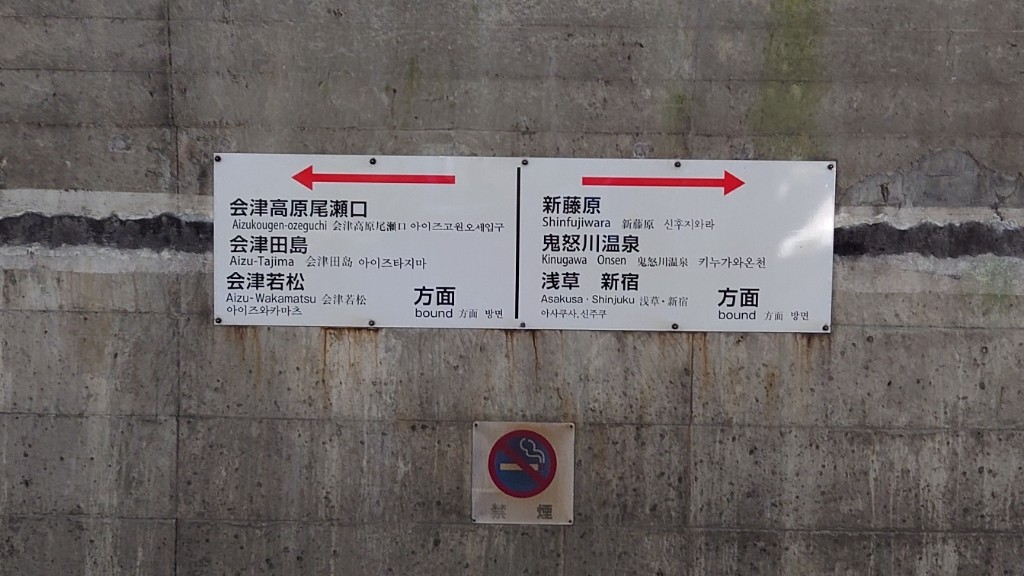 会津高原尾瀬口
Aizukougen-ozeguchi 会津高原尾瀬口 아이즈고원오세입구
会津田島
Aizu-Tajima 会津田島 아이즈타지마
会津若松
Aizu-Wakamatsu 会津若松
아이즈와카마츠
方面
bound 方面 방면
新藤原
Shinfujiwara 新藤原 신후지와라
鬼怒川温泉
Kinugawa Onsen 鬼怒川温泉 키누가와온천
浅草 新宿
Asakusa・Shinjuku 浅草・新宿
아사쿠사,신주쿠
方面
bound 方面 방면
禁煙